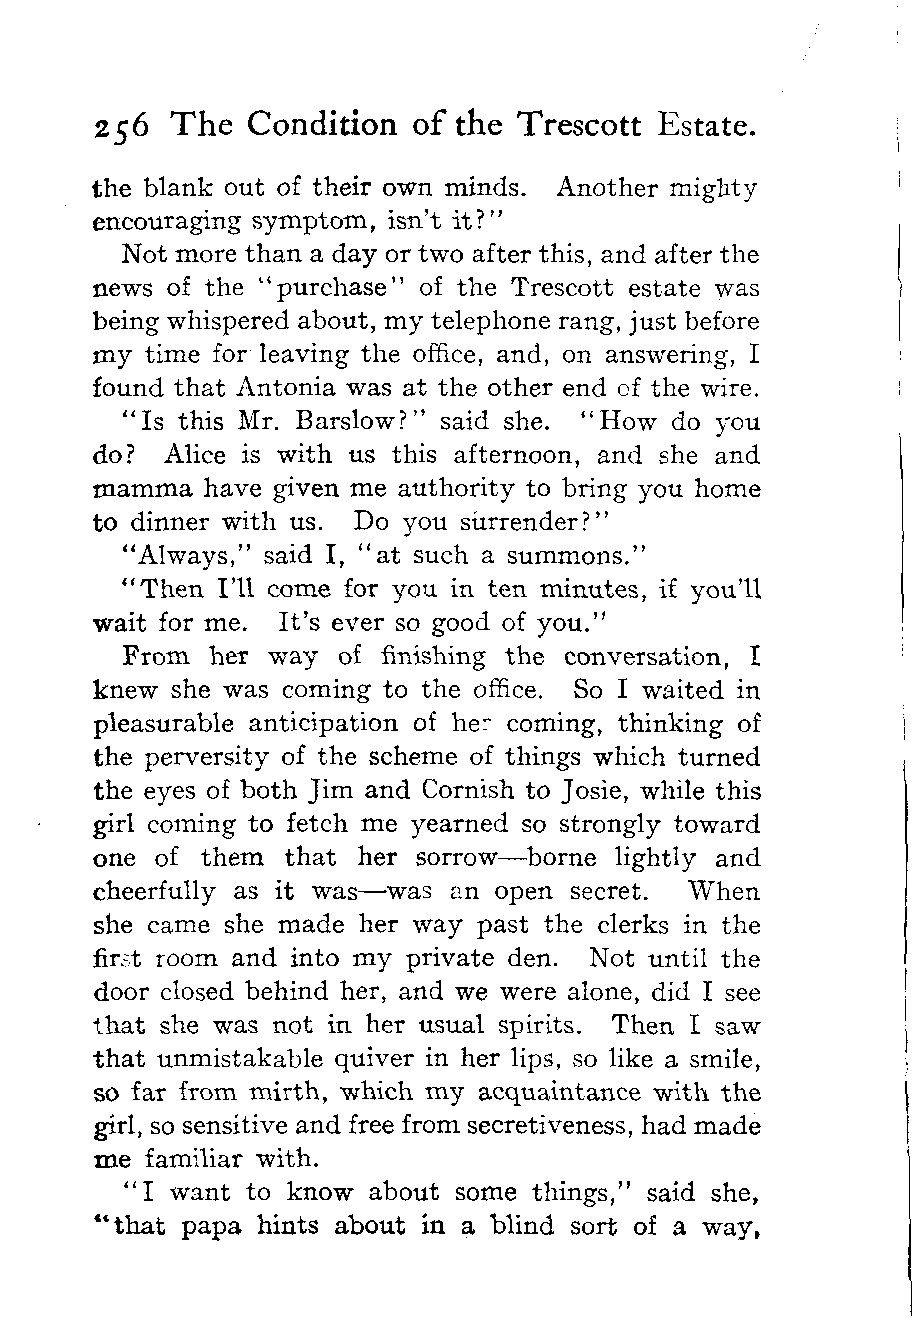 256 The Condition of the Trescott Estate.
the blank out of their own minds. Another mighty
encouraging symptom, isn't it?"
Not more than a day or two after this, and after the
news of the "purchase" of the Trescott estate was
being whispered about, my telephone rang, just before
my time for leaving the office, and, on answering, I
found that Antonia was at the other end of the wire.
"Is this Mr. Barslow?" said she. "How do you
do? Alice is with us this afternoon, and she and
mamma have given me authority to bring you home
to dinner with us. Do you surrender?"
"Always," said I, "at such a summons."
"Then I'll come for you in ten minutes, if you'll
wait for me. It's ever so good of you."
From her way of finishing the conversation, I
knew she was coming to the office. So I waited in
pleasurable anticipation of her coming, thinking of
the perversity of the scheme of things which turned
the eyes of both Jim and Cornish to Josie, while this
girl coming to fetch me yearned so strongly toward
one of them that her sorrow—borne lightly and
cheerfully as it was—was an open secret. When
she came she made her way past the clerks in the
first room and into my private den. Not until the
door closed behind her, and we were alone, did I see
that she was not in her usual spirits. Then I saw
that unmistakable quiver in her lips, so like a smile,
so far from mirth, which my acquaintance with the
girl, so sensitive and free from secretiveness, had made
me familiar with.
"I want to know about some things," said she,
"that papa hints about in a blind sort of a way,